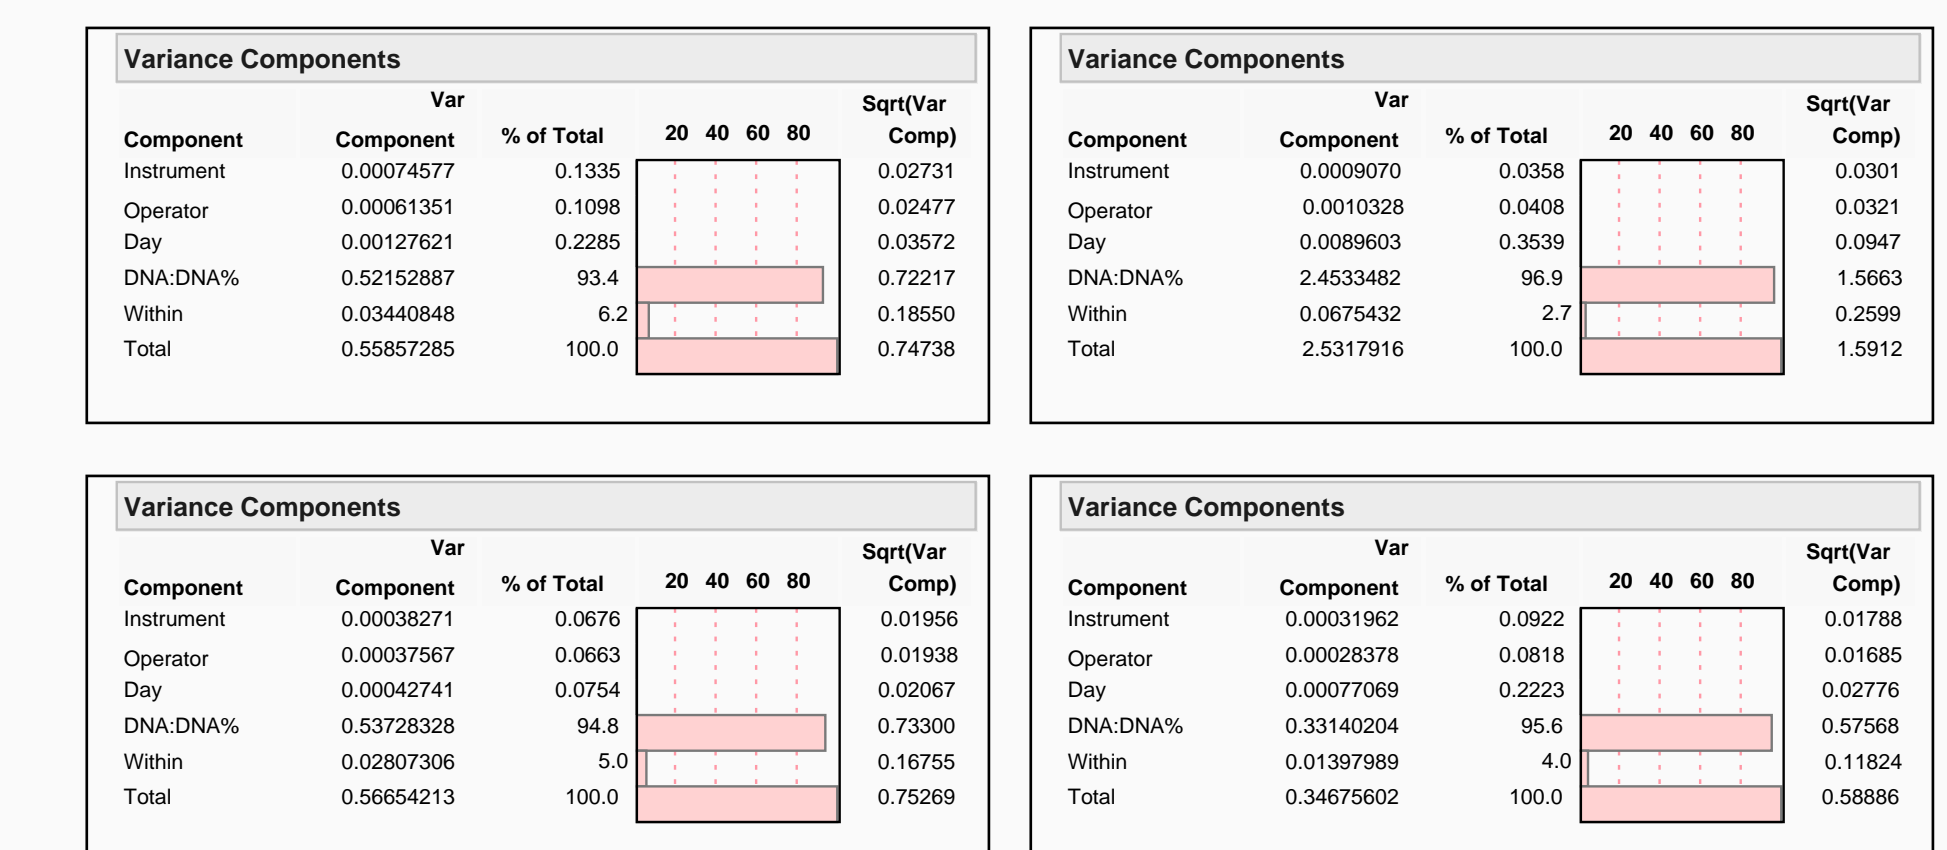 Variance Components
Var Sqrt(Var
Component Component % of Total 20 40 60 80 Comp)
Instrument 0.00074577 0.1335 0.02731
Operator 0.00061351 0.1098 0.02477
Day 0.00127621 0.2285 0.03572
DNA:DNA% 0.52152887 93.4 0.72217
Within 0.03440848 6.2 0.18550
Total 0.55857285 100.0 0.74738
Variance Components
Var Sqrt(Var
Component Component % of Total 20 40 60 80 Comp)
Instrument 0.0009070 0.0358 0.0301
Operator 0.0010328 0.0408 0.0321
Day 0.0089603 0.3539 0.0947
DNA:DNA% 2.4533482 96.9 1.5663
Within 0.0675432 2.7 0.2599
Total 2.5317916 100.0 1.5912
Variance Components
Var Sqrt(Var
Component Component % of Total 20 40 60 80 Comp)
Instrument 0.00038271 0.0676 0.01956
Operator 0.00037567 0.0663 0.01938
Day 0.00042741 0.0754 0.02067
DNA:DNA% 0.53728328 94.8 0.73300
Within 0.02807306 5.0 0.16755
Total 0.56654213 100.0 0.75269
Variance Components
Var Sqrt(Var
Component Component % of Total 20 40 60 80 Comp)
Instrument 0.00031962 0.0922 0.01788
Operator 0.00028378 0.0818 0.01685
Day 0.00077069 0.2223 0.02776
DNA:DNA% 0.33140204 95.6 0.57568
Within 0.01397989 4.0 0.11824
Total 0.34675602 100.0 0.58886